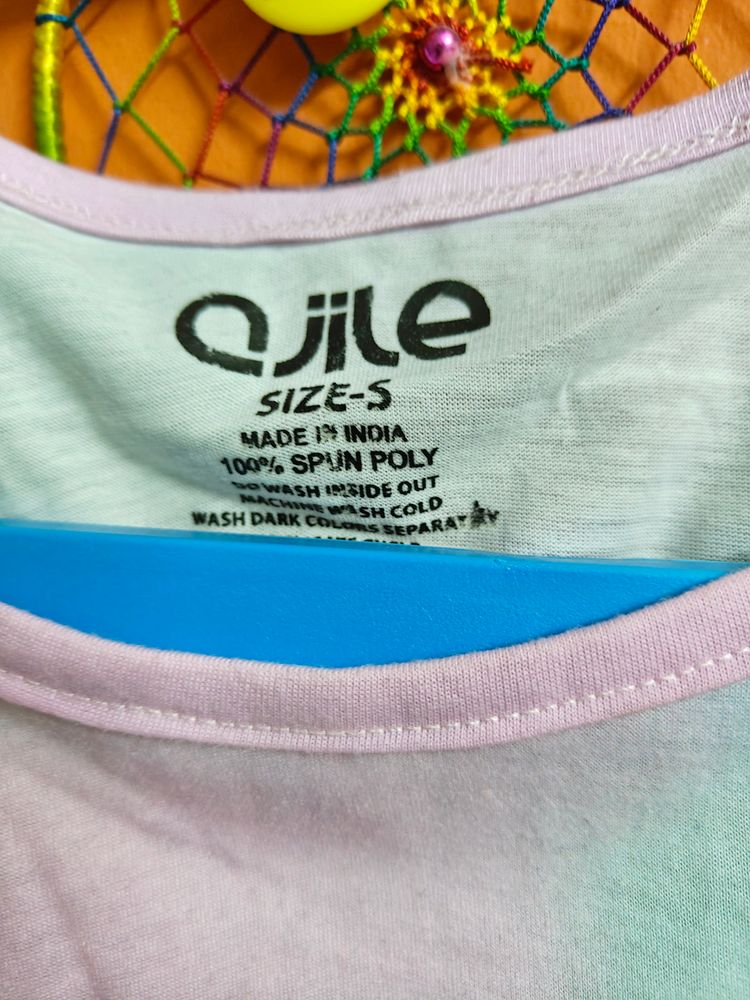 ajile
SIZE-S
MADE IN INDIA
100% SPUN POLY
DO WASH INSIDE OUT
MACHINE WASH COLD
WASH DARK COLORS SEPARATELY